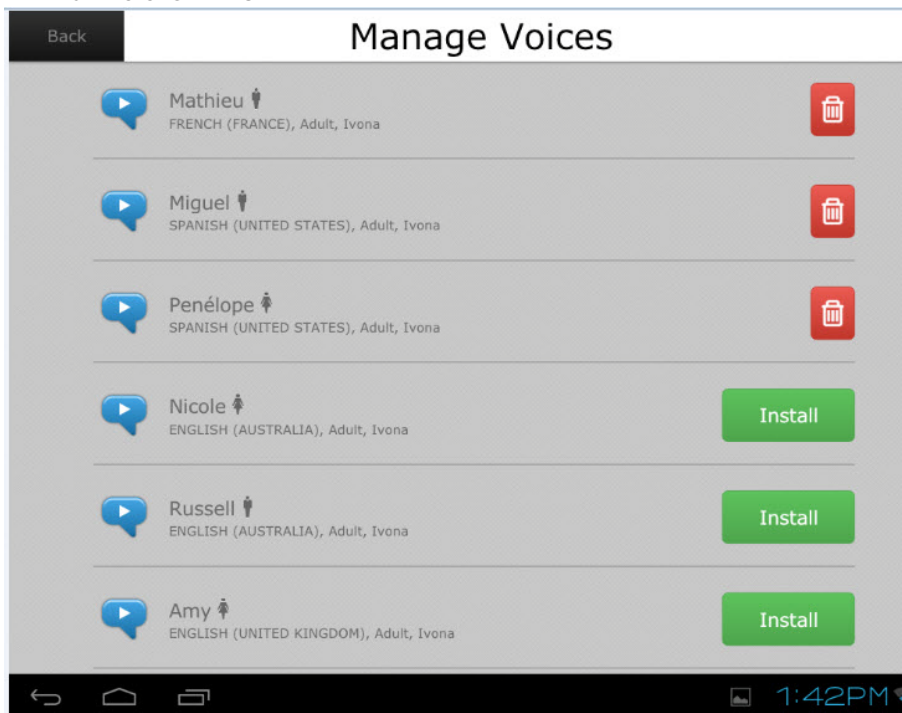 Back
Manage Voices
Mathieu
FRENCH (FRANCE), Adult, Ivona
Miguel
SPANISH (UNITED STATES), Adult, Ivona
Penélope
SPANISH (UNITED STATES), Adult, Ivona
Nicole
ENGLISH (AUSTRALIA), Adult, Ivona
Install
Russell
ENGLISH (AUSTRALIA), Adult, Ivona
Install
Amy
ENGLISH (UNITED KINGDOM), Adult, Ivona
Install
1:42PM